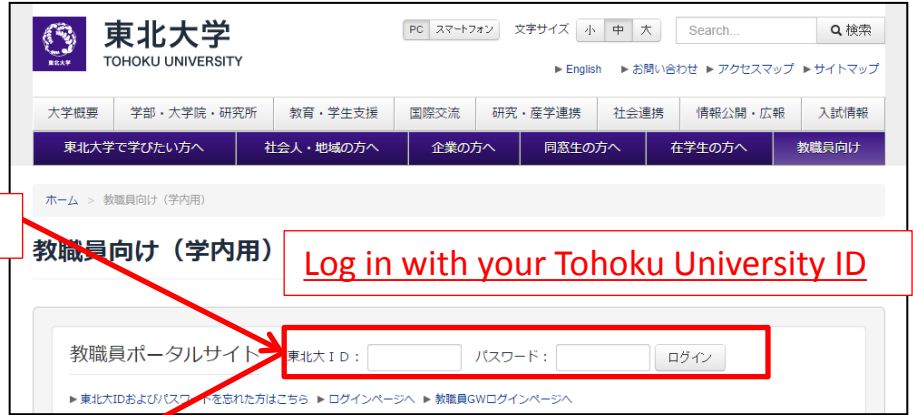 東北大学
TOHOKU UNIVERSITY
東北大学
PC スマートフォン 文字サイズ 小 中 大 Search... 検索
▶ English ▶ お問い合わせ ▶ アクセスマップ ▶ サイトマップ
大学概要 学部・大学院・研究所 教育・学生支援 国際交流 研究・産学連携 社会連携 情報公開・広報 入試情報
東北大学で学びたい方へ 社会人・地域の方へ 企業の方へ 同窓生の方へ 在学生の方へ 教職員向け
ホーム > 教職員向け（学内用）
教職員向け（学内用）
Log in with your Tohoku University ID
教職員ポータルサイト 東北大ＩＤ： パスワード： ログイン
▶ 東北大IDおよびパスワードを忘れた方はこちら ▶ ログインページへ ▶ 教職員GWログインページへ